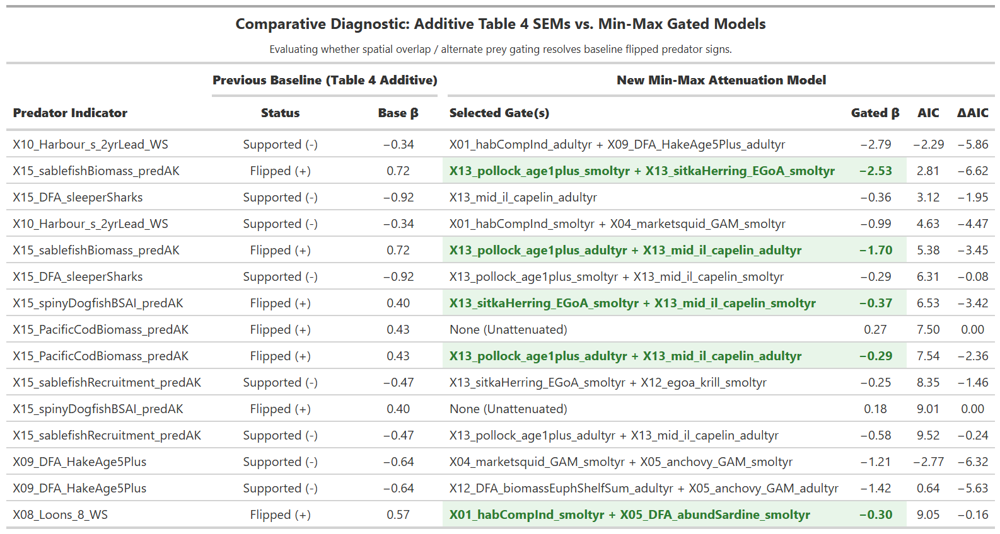 Comparative Diagnostic: Additive Table 4 SEMs vs. Min-Max Gated Models
Evaluating whether spatial overlap / alternate prey gating resolves baseline flipped predator signs.
Previous Baseline (Table 4 Additive) New Min-Max Attenuation Model
Predator Indicator Status Base β Selected Gate(s) Gated β AIC ΔAIC
X10_Harbour_s_2yrLead_WS Supported (-) −0.34 X01_habCompInd_adultyr + X09_DFA_HakeAge5Plus_adultyr −2.79 −2.29 −5.86
X15_sablefishBiomass_predAK Flipped (+) 0.72 X13_pollock_age1plus_smoltyr + X13_sitkaHerring_EGoA_smoltyr −2.53 2.81 −6.62
X15_DFA_sleeperSharks Supported (-) −0.92 X13_mid_il_capelin_adultyr −0.36 3.12 −1.95
X10_Harbour_s_2yrLead_WS Supported (-) −0.34 X01_habCompInd_smoltyr + X04_marketsquid_GAM_smoltyr −0.99 4.63 −4.47
X15_sablefishBiomass_predAK Flipped (+) 0.72 X13_pollock_age1plus_adultyr + X13_mid_il_capelin_adultyr −1.70 5.38 −3.45
X15_DFA_sleeperSharks Supported (-) −0.92 X13_pollock_age1plus_smoltyr + X13_mid_il_capelin_smoltyr −0.29 6.31 −0.08
X15_spinyDogfishBSAI_predAK Flipped (+) 0.40 X13_sitkaHerring_EGoA_smoltyr + X13_mid_il_capelin_smoltyr −0.37 6.53 −3.42
X15_PacificCodBiomass_predAK Flipped (+) 0.43 None (Unattenuated) 0.27 7.50 0.00
X15_PacificCodBiomass_predAK Flipped (+) 0.43 X13_pollock_age1plus_adultyr + X13_mid_il_capelin_adultyr −0.29 7.54 −2.36
X15_sablefishRecruitment_predAK Supported (-) −0.47 X13_sitkaHerring_EGoA_smoltyr + X12_egoa_krill_smoltyr −0.25 8.35 −1.46
X15_spinyDogfishBSAI_predAK Flipped (+) 0.40 None (Unattenuated) 0.18 9.01 0.00
X15_sablefishRecruitment_predAK Supported (-) −0.47 X13_pollock_age1plus_adultyr + X13_mid_il_capelin_adultyr −0.58 9.52 −0.24
X09_DFA_HakeAge5Plus Supported (-) −0.64 X04_marketsquid_GAM_smoltyr + X05_anchovy_GAM_smoltyr −1.21 −2.77 −6.32
X09_DFA_HakeAge5Plus Supported (-) −0.64 X12_DFA_biomassEuphShelfSum_adultyr + X05_anchovy_GAM_adultyr −1.42 0.64 −5.63
X08_Loons_8_WS Flipped (+) 0.57 X01_habCompInd_smoltyr + X05_DFA_abundSardine_smoltyr −0.30 9.05 −0.16